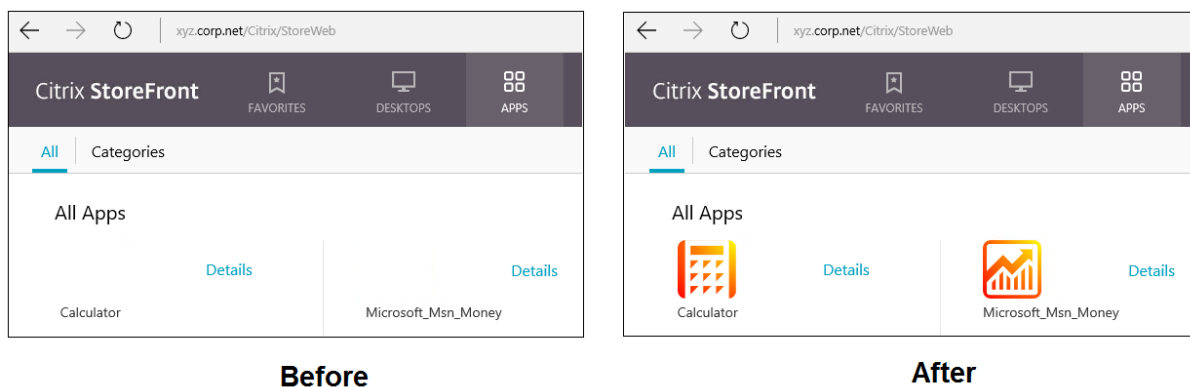 xyz.corp.net/Citrix/StoreWeb
Citrix StoreFront
FAVORITES
DESKTOPS
APPS
All
Categories
All Apps
Details
Details
Calculator
Microsoft_Msn_Money
Before
xyz.corp.net/Citrix/StoreWeb
Citrix StoreFront
FAVORITES
DESKTOPS
APPS
All
Categories
All Apps
Details
Details
Calculator
Microsoft_Msn_Money
After